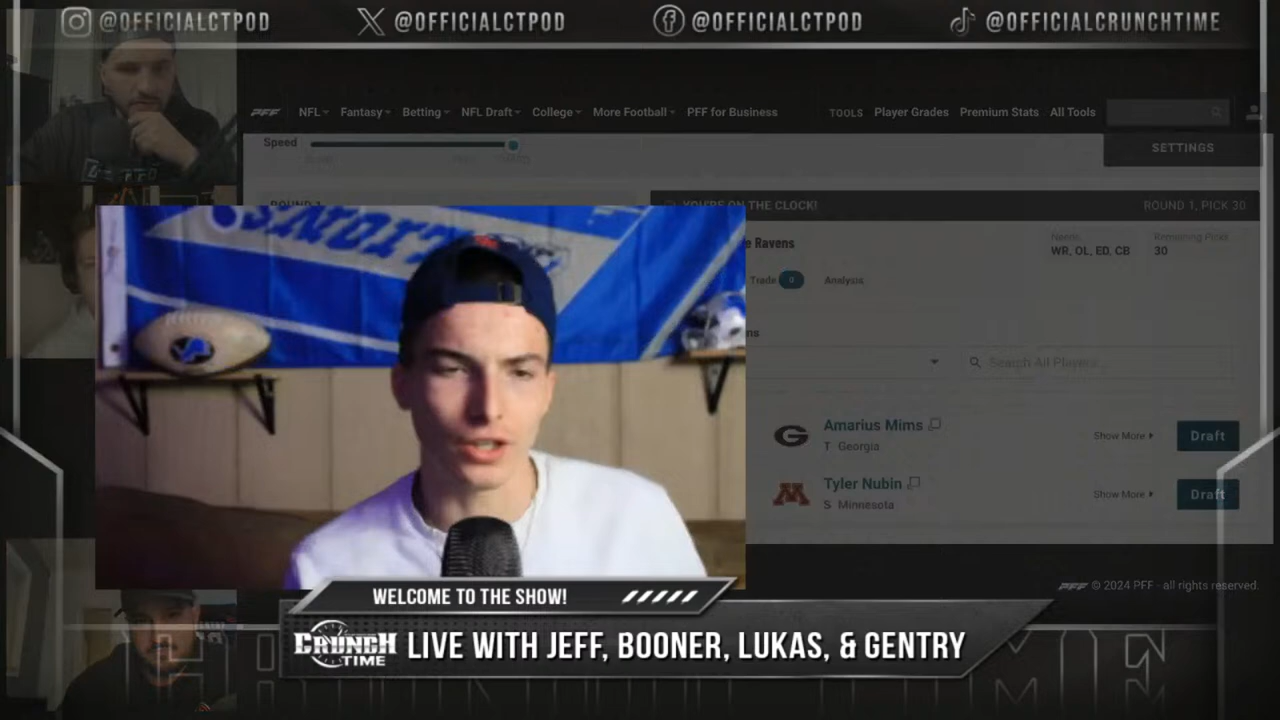 @OFFICIALCTPOD @OFFICIALCTPOD @OFFICIALCTPOD @OFFICIALCRUNCHTIME
PFF NFL Fantasy Betting NFL Draft College More Football PFF for Business TOOLS Player Grades Premium Stats All Tools
Speed
SETTINGS
ROUND 1
YOU'RE ON THE CLOCK! ROUND 1, PICK 30
Ravens
Needs Remaining Picks
WR, OL, ED, CB 30
Trade 0 Analysis
LIONS
Search All Players...
Amarius Mims Show More Draft
G
T Georgia
Tyler Nubin Show More Draft
M
S Minnesota
PFF © 2024 PFF - all rights reserved.
WELCOME TO THE SHOW!
CRUNCH TIME
LIVE WITH JEFF, BOONER, LUKAS, & GENTRY